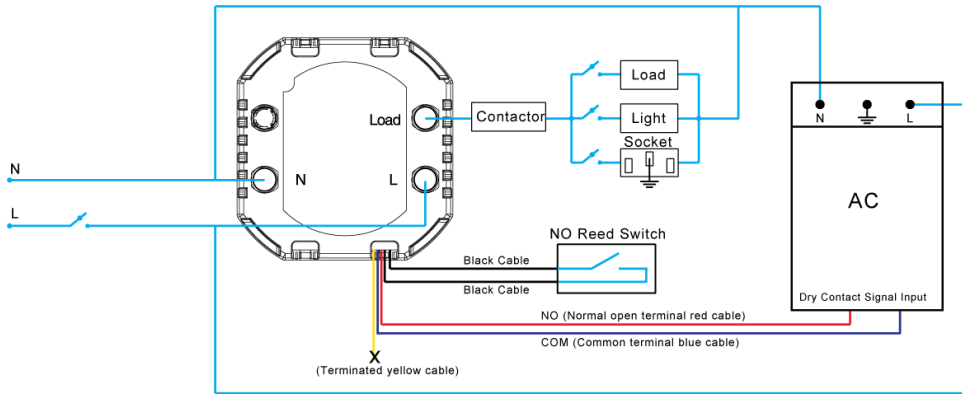 Load
Contactor
Load
Light
Socket
N
L
N
L
N
L
AC
NO Reed Switch
Black Cable
Black Cable
Dry Contact Signal Input
NO (Normal open terminal red cable)
COM (Common terminal blue cable)
X
(Terminated yellow cable)